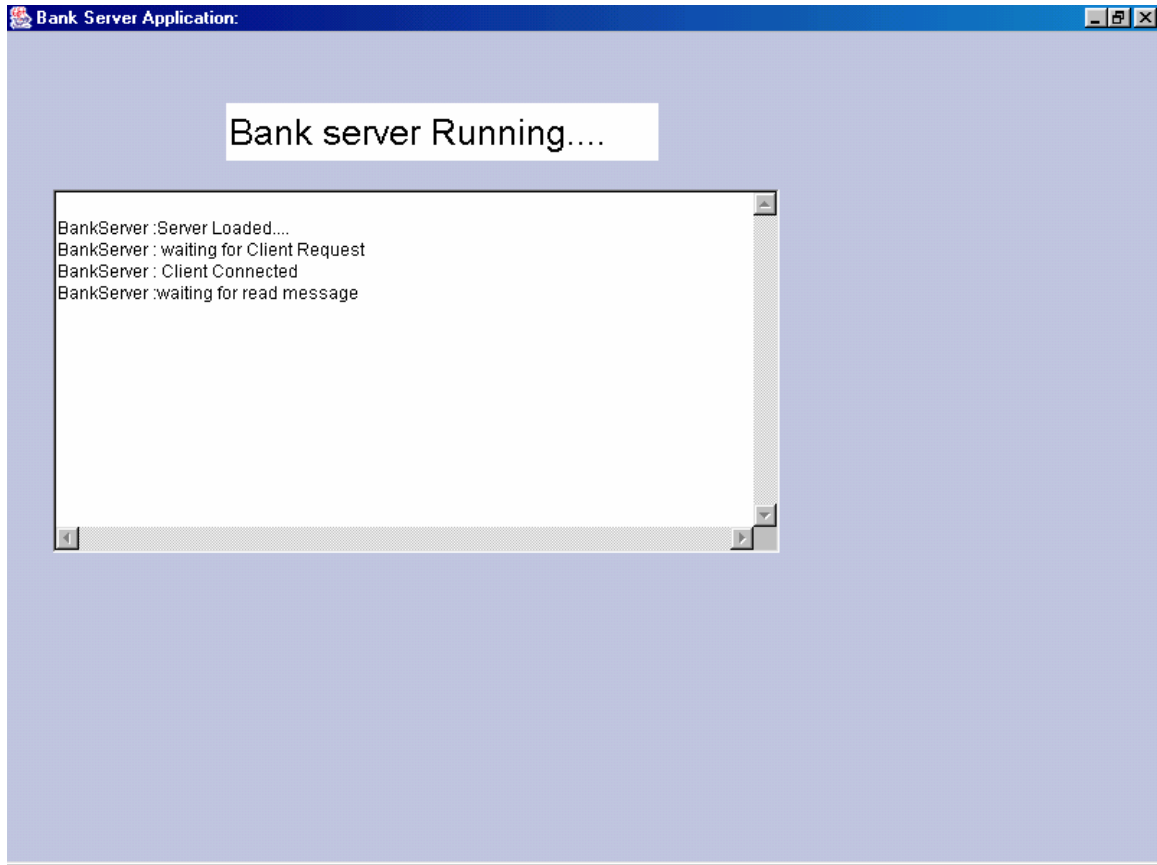 Bank Server Application:
Bank server Running....
BankServer :Server Loaded....
BankServer : waiting for Client Request
BankServer : Client Connected
BankServer :waiting for read message